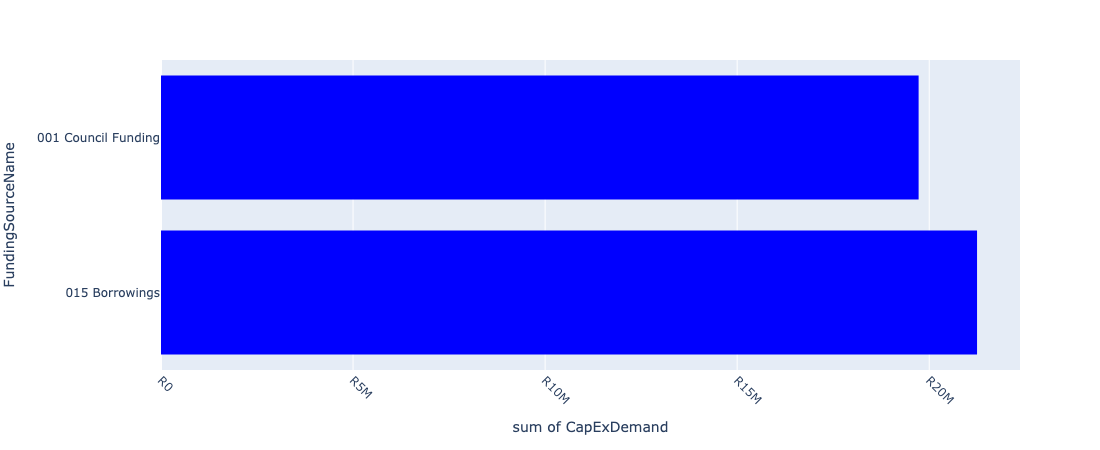 FundingSourceName
001 Council Funding
015 Borrowings
R0
R5M
R10M
R15M
R20M
sum of CapExDemand